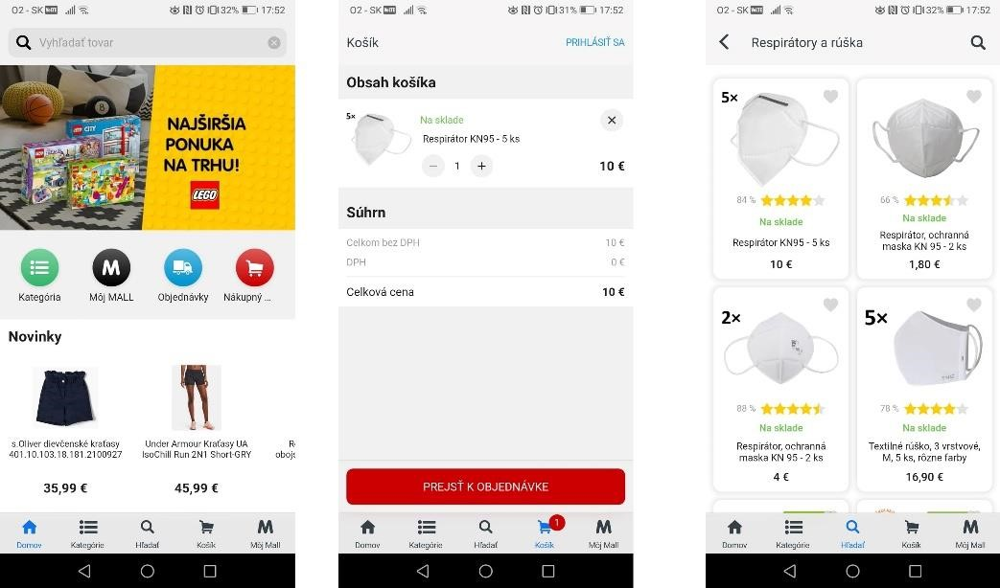 O2 - SK VoLTE 32% 17:52
Vyhľadať tovar
NAJŠIRŠIA
PONUKA
NA TRHU!
LEGO
CITY
Kategória
Môj MALL
Objednávky
Nákupný ...
Novinky
s.Oliver dievčenské kraťasy
401.10.103.18.181.2100927
35,99 €
Under Armour Kraťasy UA
IsoChill Run 2N1 Short-GRY
45,99 €
Domov
Kategórie
Hľadať
Košík
Môj Mall
O2 - SK VoLTE 31% 17:52
Košík
PRIHLÁSIŤ SA
Obsah košíka
5×
Na sklade
Respirátor KN95 - 5 ks
1
10 €
Súhrn
Celkom bez DPH 10 €
DPH 0 €
Celková cena 10 €
PREJSŤ K OBJEDNÁVKE
Domov
Kategórie
Hľadať
1
Košík
Môj Mall
O2 - SK VoLTE 32% 17:52
Respirátory a rúška
5×
84 %
Na sklade
Respirátor KN95 - 5 ks
10 €
66 %
Na sklade
Respirátor, ochranná
maska KN 95 - 2 ks
1,80 €
2×
88 %
Na sklade
Respirátor, ochranná
maska KN 95 - 2 ks
4 €
5×
78 %
Na sklade
Textilné rúško, 3 vrstvové,
M, 5 ks, rôzne farby
16,90 €
Domov
Kategórie
Hľadať
Košík
Môj Mall